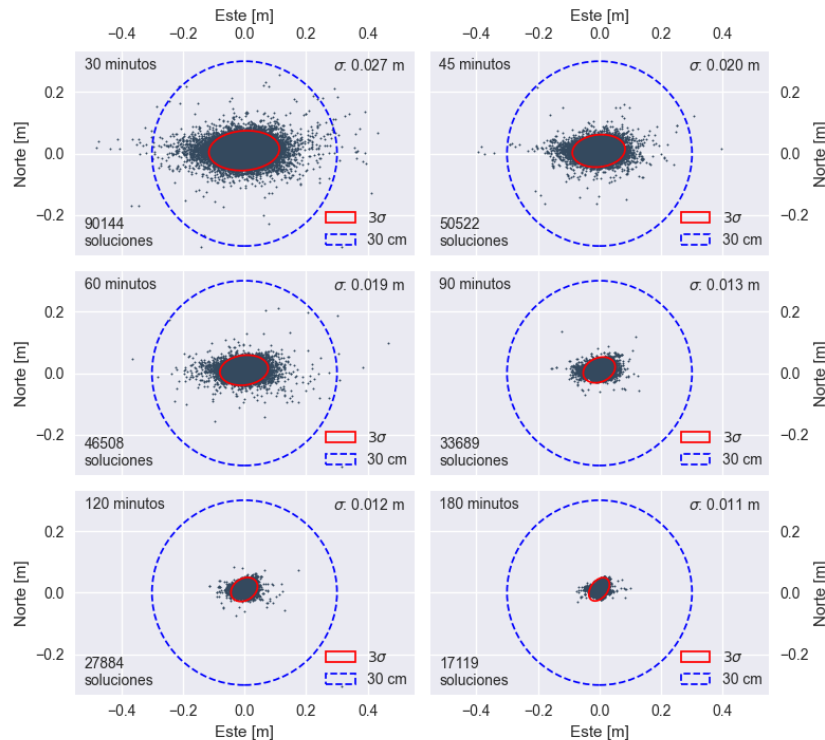 Este [m]
−0.4 −0.2 0.0 0.2 0.4
−0.4 −0.2 0.0 0.2 0.4
Este [m]
30 minutos
σ: 0.027 m
0.2
0.0
−0.2
Norte [m]
90144
soluciones
3σ
30 cm
45 minutos
σ: 0.020 m
0.2
0.0
−0.2
Norte [m]
50522
soluciones
3σ
30 cm
60 minutos
σ: 0.019 m
0.2
0.0
−0.2
Norte [m]
46508
soluciones
3σ
30 cm
90 minutos
σ: 0.013 m
0.2
0.0
−0.2
Norte [m]
33689
soluciones
3σ
30 cm
120 minutos
σ: 0.012 m
0.2
0.0
−0.2
Norte [m]
27884
soluciones
3σ
30 cm
180 minutos
σ: 0.011 m
0.2
0.0
−0.2
Norte [m]
17119
soluciones
3σ
30 cm
−0.4 −0.2 0.0 0.2 0.4
Este [m]
−0.4 −0.2 0.0 0.2 0.4
Este [m]